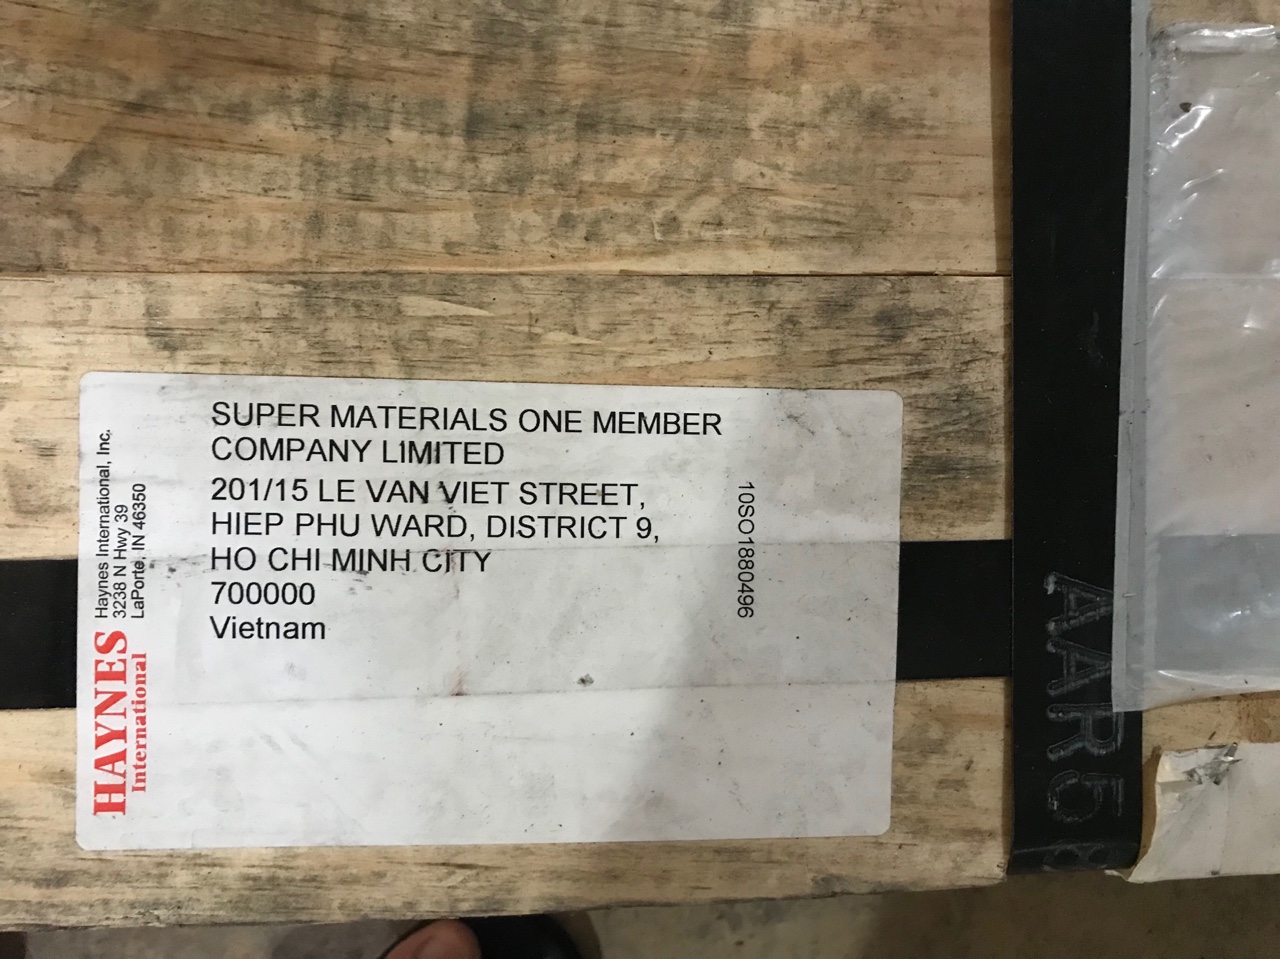 SUPER MATERIALS ONE MEMBER
COMPANY LIMITED
201/15 LE VAN VIET STREET,
HIEP PHU WARD, DISTRICT 9,
HO CHI MINH CITY
700000
Vietnam
10SO1880496
HAYNES
International
Haynes International, Inc.
3238 N Hwy 39
LaPorte, IN 46350
AAR58